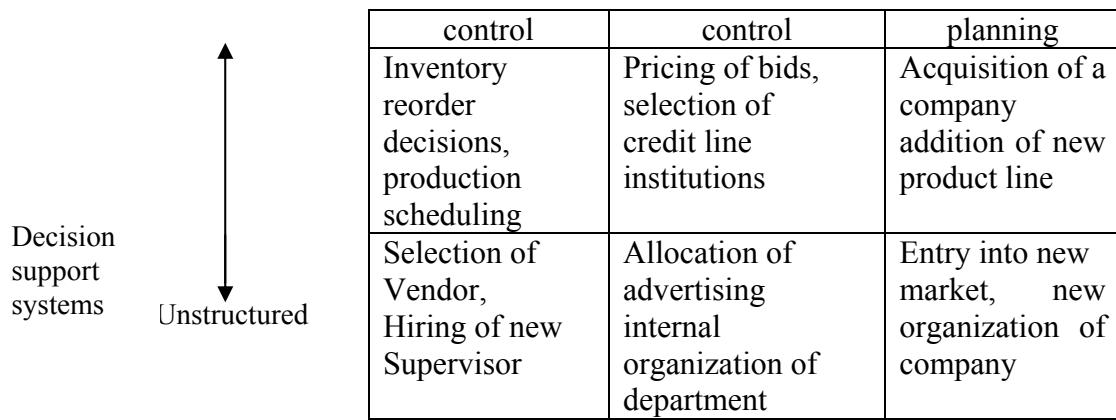 control control planning
Inventory
reorder
decisions,
production
scheduling
Pricing of bids,
selection of
credit line
institutions
Acquisition of a
company
addition of new
product line
Decision
support
systems
Unstructured
Selection of
Vendor,
Hiring of new
Supervisor
Allocation of
advertising
internal
organization of
department
Entry into new
market, new
organization of
company